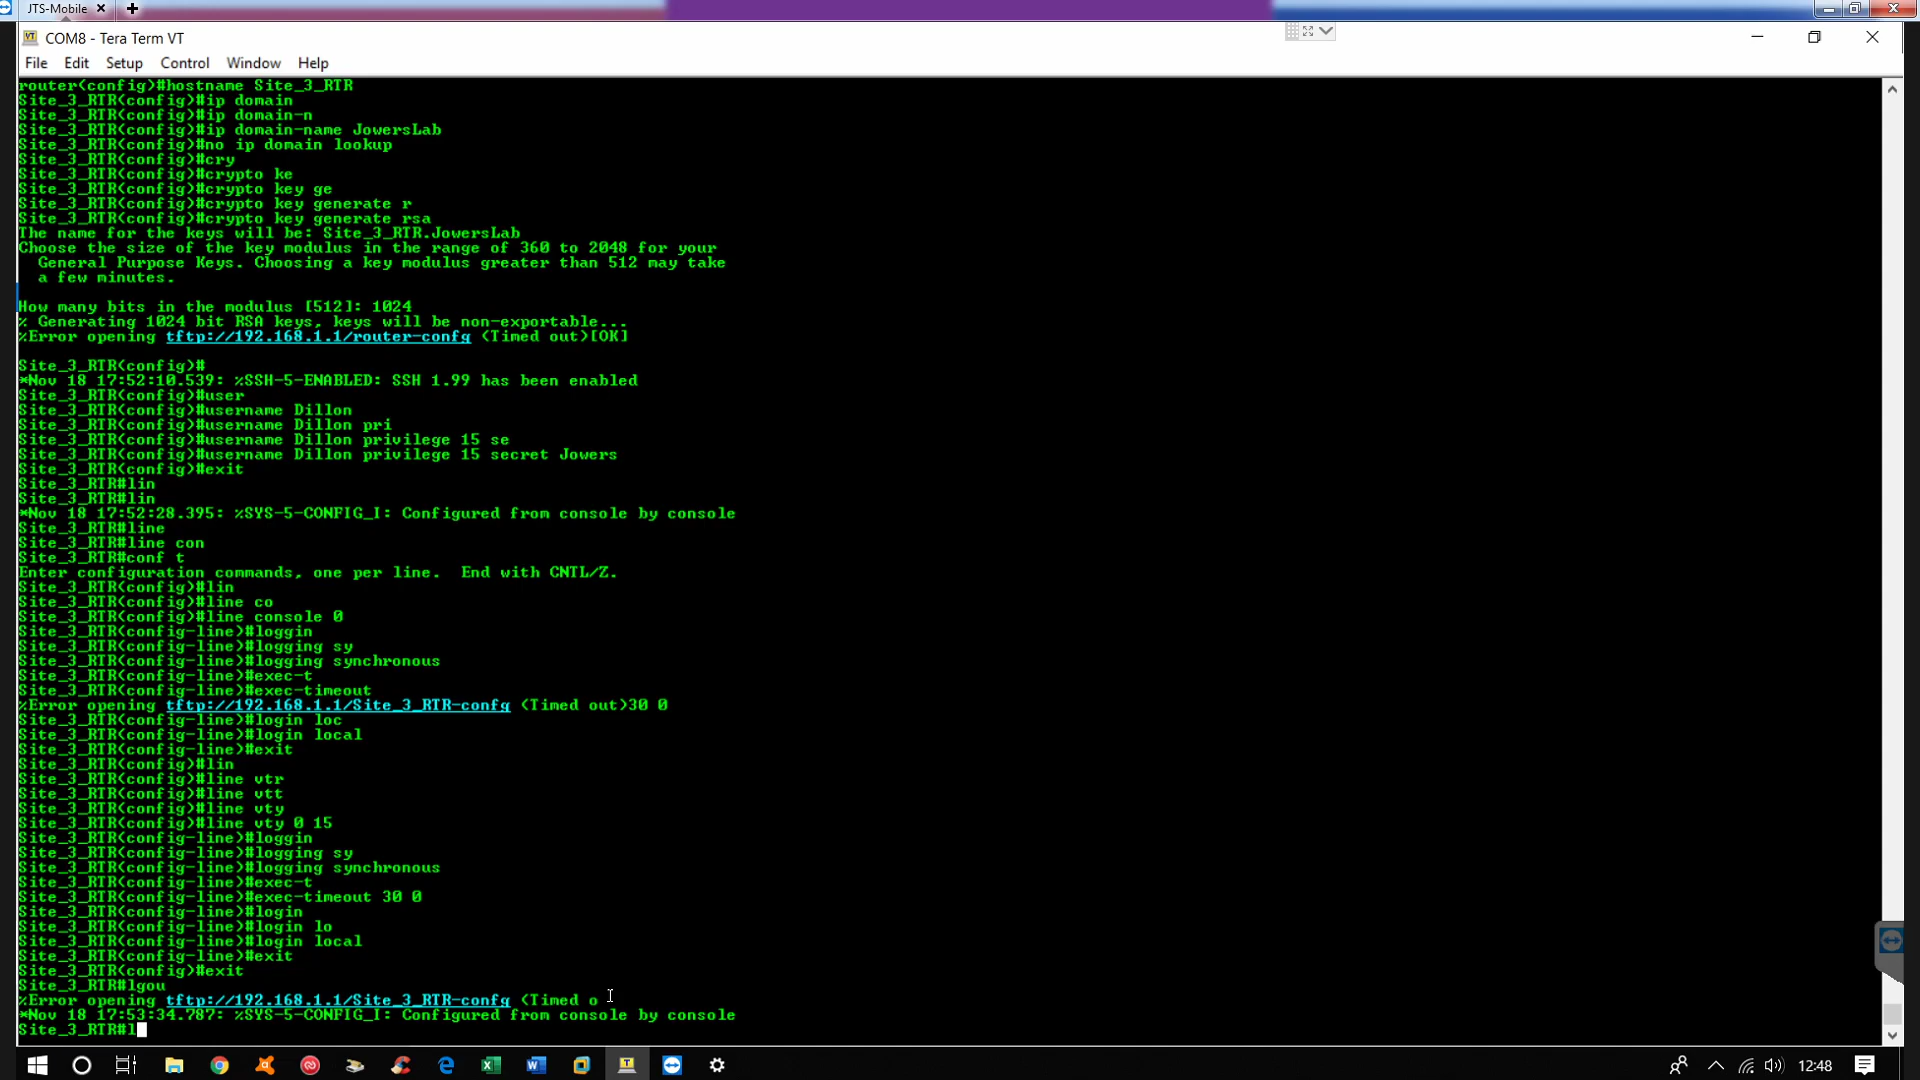 JTS-Mobile
COM8 - Tera Term VT
File Edit Setup Control Window Help
router(config)#hostname Site_3_RTR
Site_3_RTR(config)#ip domain
Site_3_RTR(config)#ip domain-n
Site_3_RTR(config)#ip domain-name JowersLab
Site_3_RTR(config)#no ip domain lookup
Site_3_RTR(config)#cry
Site_3_RTR(config)#crypto ke
Site_3_RTR(config)#crypto key ge
Site_3_RTR(config)#crypto key generate r
Site_3_RTR(config)#crypto key generate rsa
The name for the keys will be: Site_3_RTR.JowersLab
Choose the size of the key modulus in the range of 360 to 2048 for your
General Purpose Keys. Choosing a key modulus greater than 512 may take
a few minutes.
How many bits in the modulus [512]: 1024
% Generating 1024 bit RSA keys, keys will be non-exportable...
%Error opening tftp://192.168.1.1/router-confg (Timed out)[OK]
Site_3_RTR(config)#
*Nov 18 17:52:10.539: %SSH-5-ENABLED: SSH 1.99 has been enabled
Site_3_RTR(config)#user
Site_3_RTR(config)#username Dillon
Site_3_RTR(config)#username Dillon pri
Site_3_RTR(config)#username Dillon privilege 15 se
Site_3_RTR(config)#username Dillon privilege 15 secret Jowers
Site_3_RTR(config)#exit
Site_3_RTR#lin
Site_3_RTR#lin
*Nov 18 17:52:28.395: %SYS-5-CONFIG_I: Configured from console by console
Site_3_RTR#line
Site_3_RTR#line con
Site_3_RTR#conf t
Enter configuration commands, one per line.  End with CNTL/Z.
Site_3_RTR(config)#lin
Site_3_RTR(config)#line co
Site_3_RTR(config)#line console 0
Site_3_RTR(config-line)#loggin
Site_3_RTR(config-line)#logging sy
Site_3_RTR(config-line)#logging synchronous
Site_3_RTR(config-line)#exec-t
Site_3_RTR(config-line)#exec-timeout
%Error opening tftp://192.168.1.1/Site_3_RTR-confg (Timed out)30 0
Site_3_RTR(config-line)#login loc
Site_3_RTR(config-line)#login local
Site_3_RTR(config-line)#exit
Site_3_RTR(config)#lin
Site_3_RTR(config)#line vtr
Site_3_RTR(config)#line vtt
Site_3_RTR(config)#line vty
Site_3_RTR(config)#line vty 0 15
Site_3_RTR(config-line)#loggin
Site_3_RTR(config-line)#logging sy
Site_3_RTR(config-line)#logging synchronous
Site_3_RTR(config-line)#exec-t
Site_3_RTR(config-line)#exec-timeout 30 0
Site_3_RTR(config-line)#login
Site_3_RTR(config-line)#login lo
Site_3_RTR(config-line)#login local
Site_3_RTR(config-line)#exit
Site_3_RTR(config)#exit
Site_3_RTR#lgou
%Error opening tftp://192.168.1.1/Site_3_RTR-confg (Timed o
*Nov 18 17:53:34.787: %SYS-5-CONFIG_I: Configured from console by console
Site_3_RTR#l
12:48